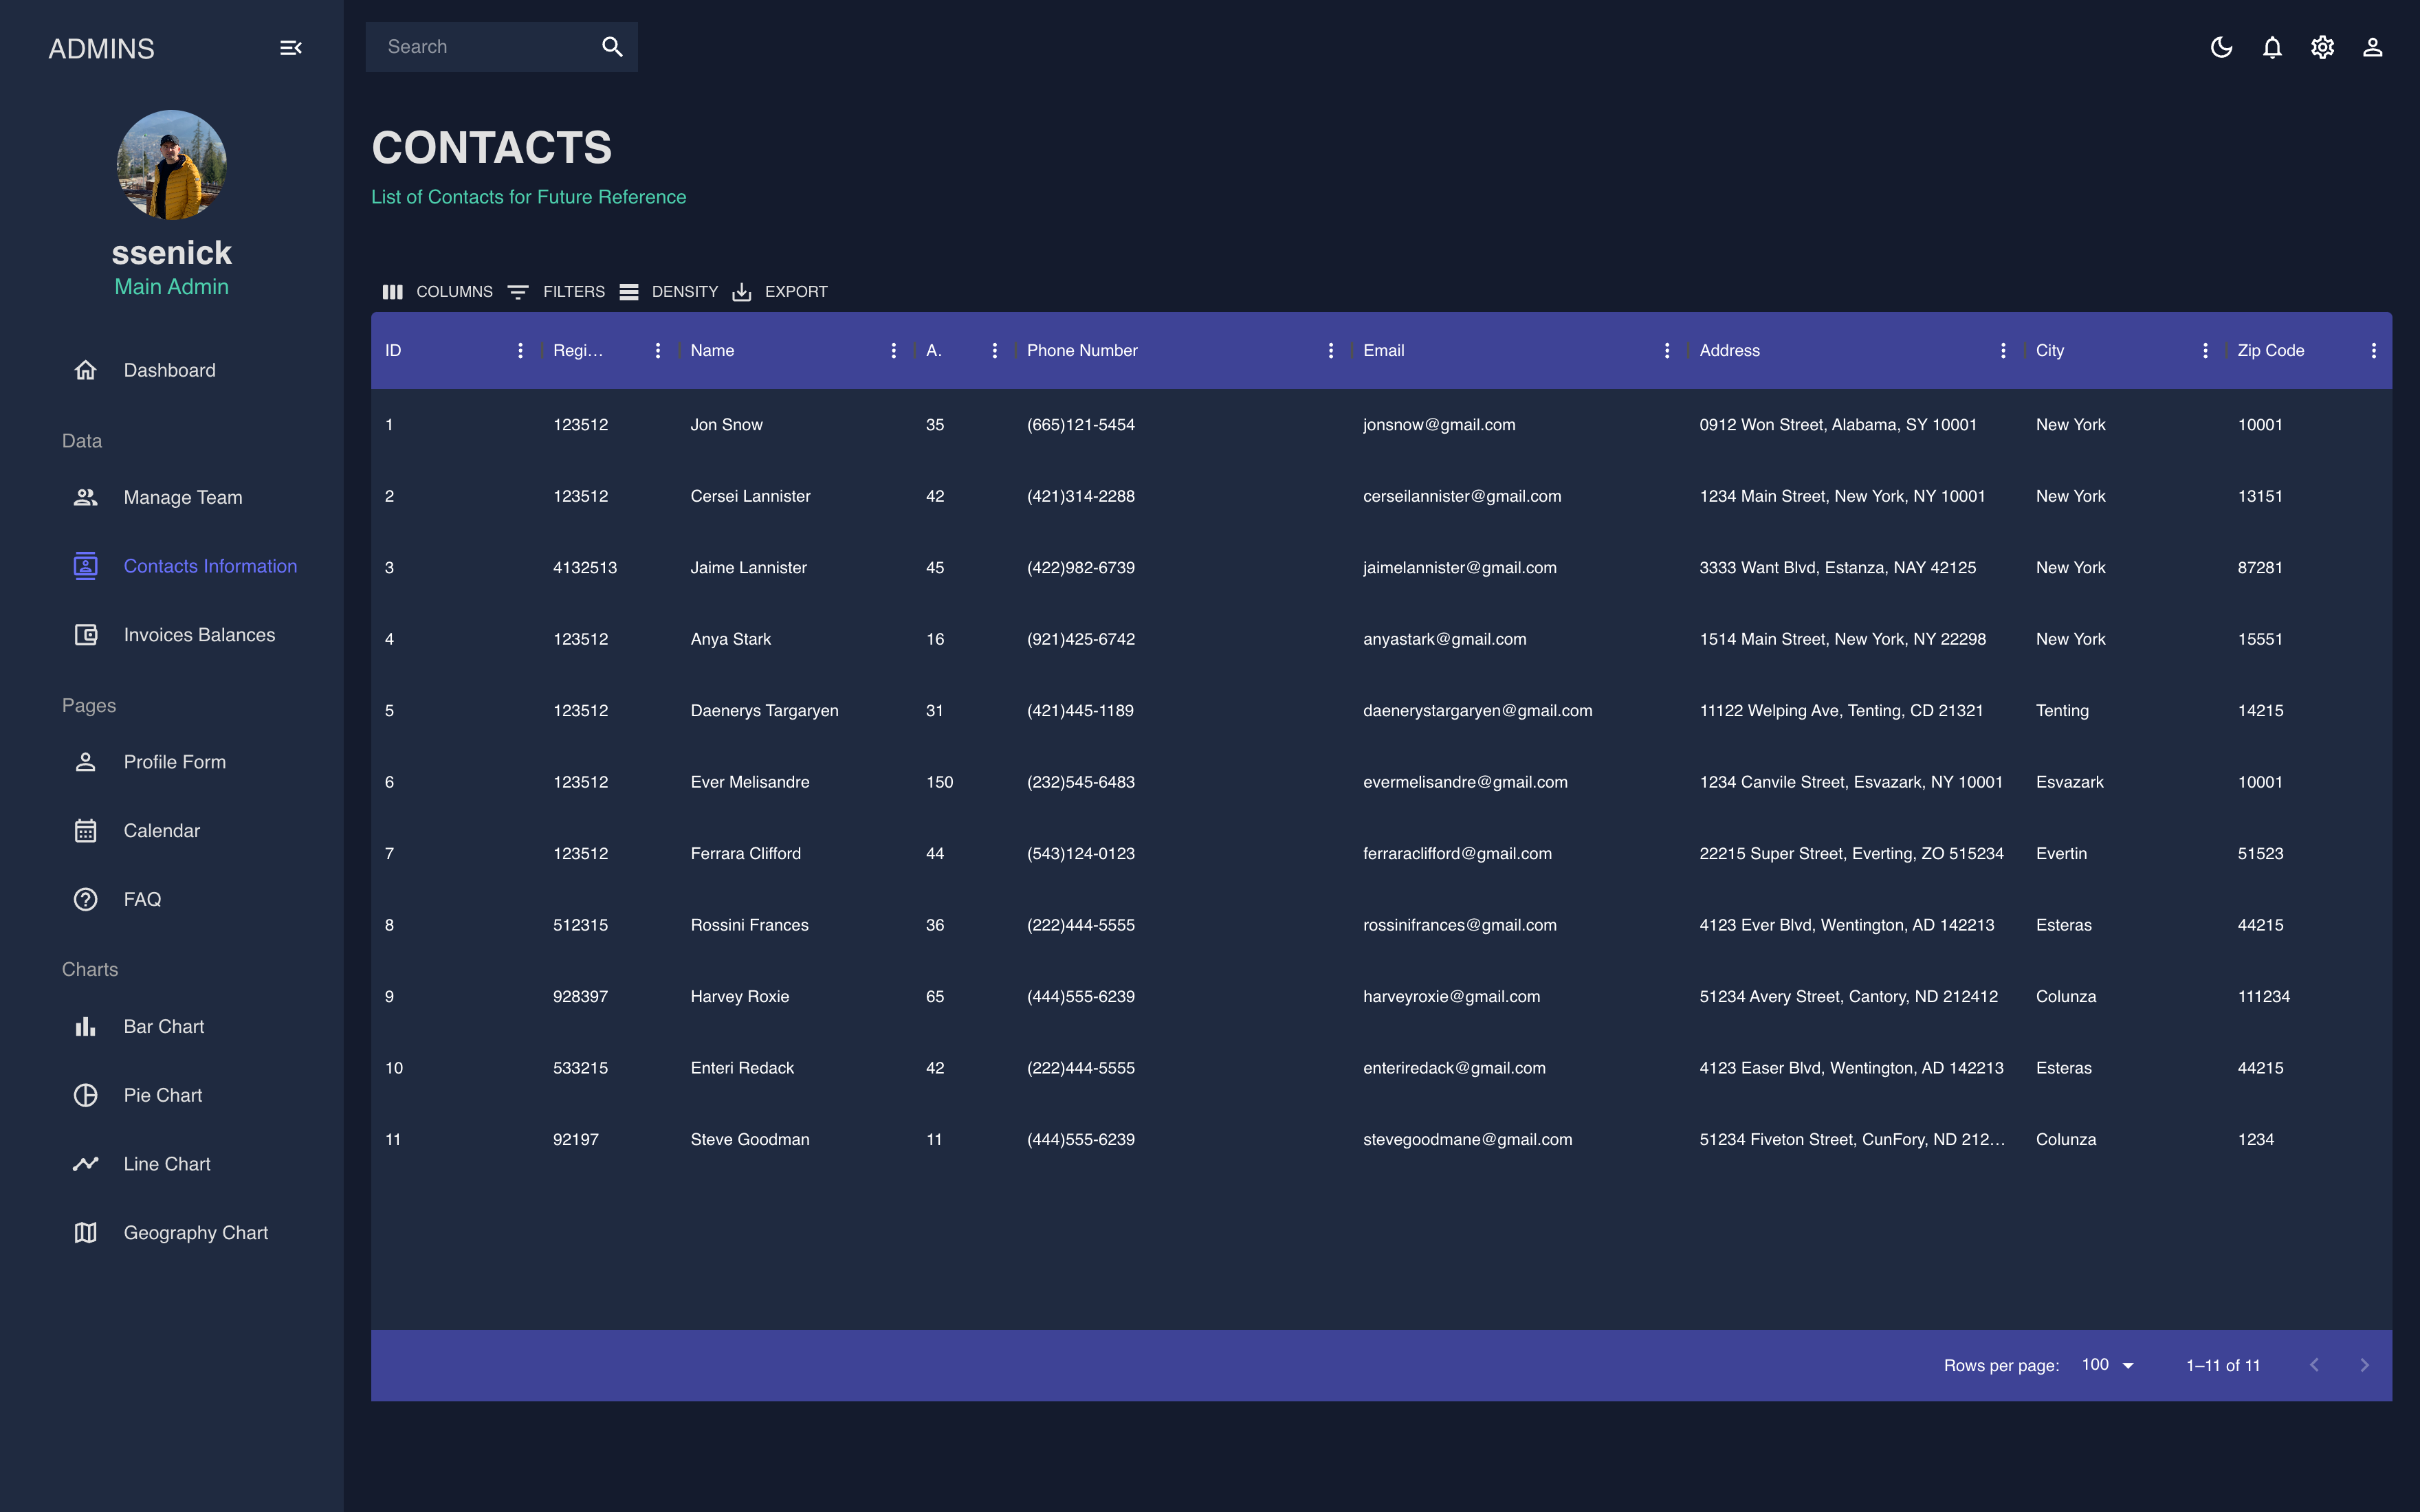 ADMINS
Search
ssenick
Main Admin
Dashboard
Data
Manage Team
Contacts Information
Invoices Balances
Pages
Profile Form
Calendar
FAQ
Charts
Bar Chart
Pie Chart
Line Chart
Geography Chart
CONTACTS
List of Contacts for Future Reference
COLUMNS FILTERS DENSITY EXPORT
ID Regi… Name A. Phone Number Email Address City Zip Code
1 123512 Jon Snow 35 (665)121-5454 jonsnow@gmail.com 0912 Won Street, Alabama, SY 10001 New York 10001
2 123512 Cersei Lannister 42 (421)314-2288 cerseilannister@gmail.com 1234 Main Street, New York, NY 10001 New York 13151
3 4132513 Jaime Lannister 45 (422)982-6739 jaimelannister@gmail.com 3333 Want Blvd, Estanza, NAY 42125 New York 87281
4 123512 Anya Stark 16 (921)425-6742 anyastark@gmail.com 1514 Main Street, New York, NY 22298 New York 15551
5 123512 Daenerys Targaryen 31 (421)445-1189 daenerystargaryen@gmail.com 11122 Welping Ave, Tenting, CD 21321 Tenting 14215
6 123512 Ever Melisandre 150 (232)545-6483 evermelisandre@gmail.com 1234 Canvile Street, Esvazark, NY 10001 Esvazark 10001
7 123512 Ferrara Clifford 44 (543)124-0123 ferraraclifford@gmail.com 22215 Super Street, Everting, ZO 515234 Evertin 51523
8 512315 Rossini Frances 36 (222)444-5555 rossinifrances@gmail.com 4123 Ever Blvd, Wentington, AD 142213 Esteras 44215
9 928397 Harvey Roxie 65 (444)555-6239 harveyroxie@gmail.com 51234 Avery Street, Cantory, ND 212412 Colunza 111234
10 533215 Enteri Redack 42 (222)444-5555 enteriredack@gmail.com 4123 Easer Blvd, Wentington, AD 142213 Esteras 44215
11 92197 Steve Goodman 11 (444)555-6239 stevegoodmane@gmail.com 51234 Fiveton Street, CunFory, ND 212… Colunza 1234
Rows per page: 100 1–11 of 11